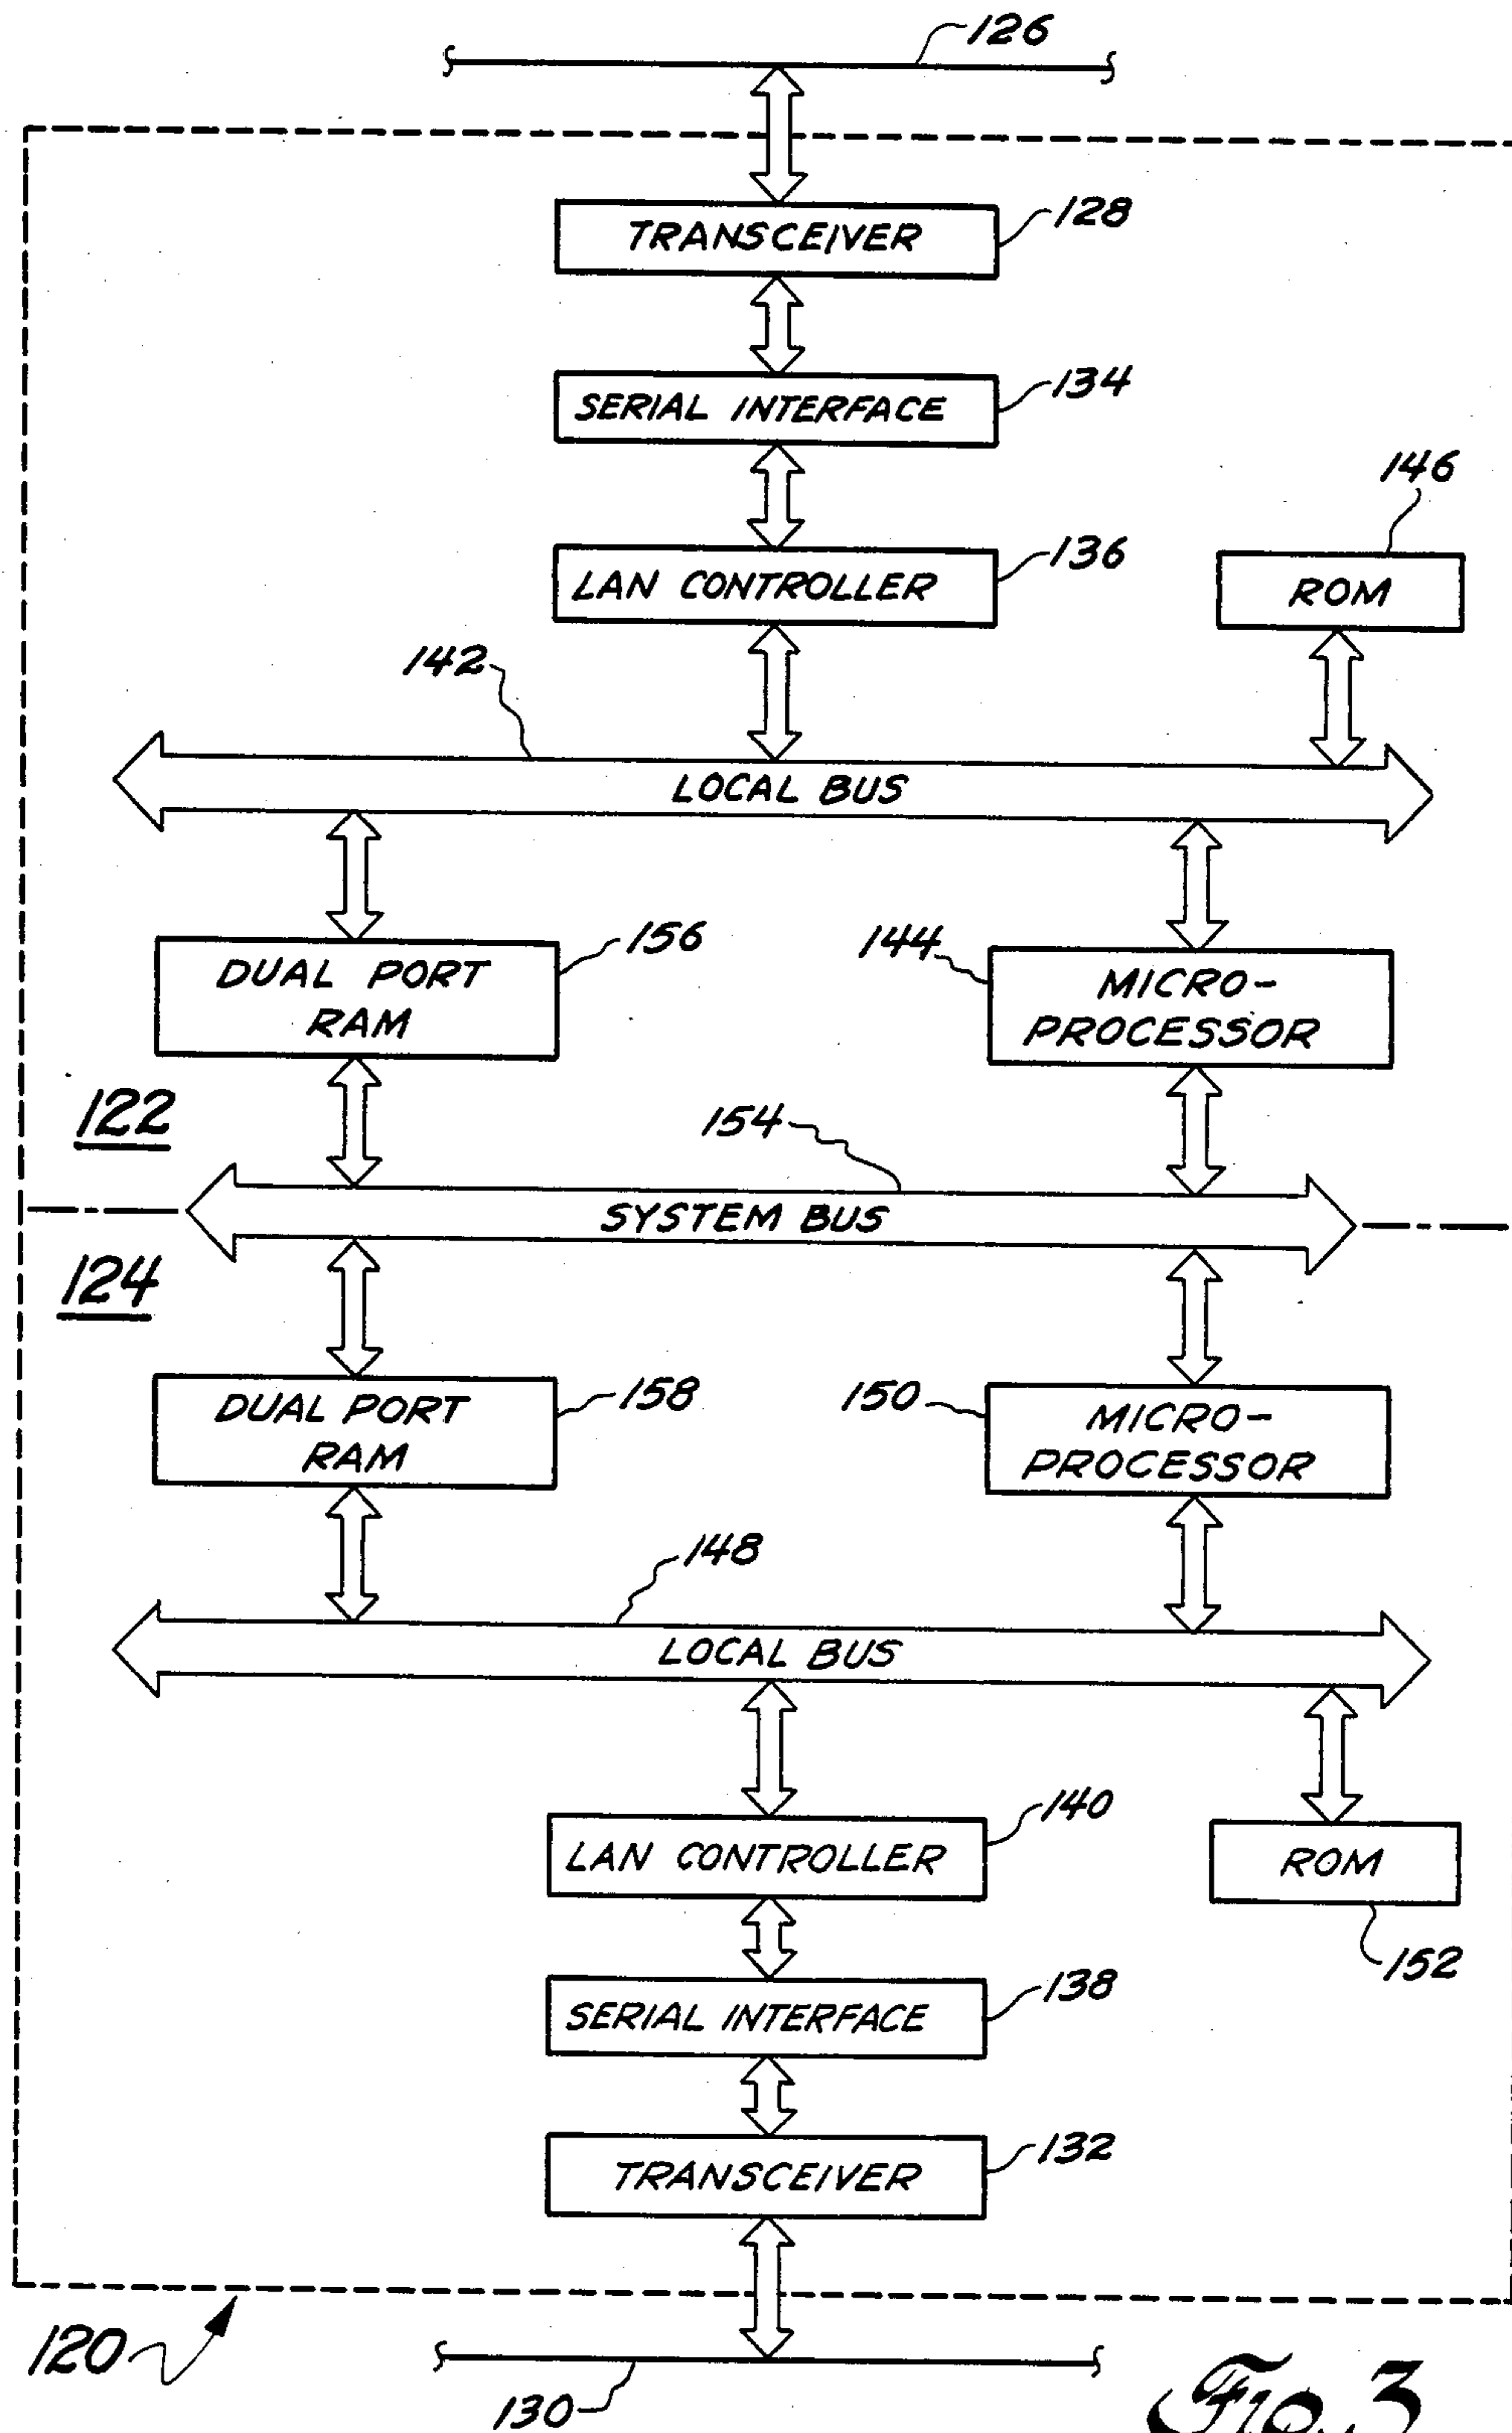 126
TRANSCEIVER
128
SERIAL INTERFACE
134
146
LAN CONTROLLER
136
ROM
142
LOCAL BUS
156
144
DUAL PORT
RAM
MICRO-
PROCESSOR
122
154
SYSTEM BUS
124
DUAL PORT
RAM
158
150
MICRO-
PROCESSOR
148
LOCAL BUS
140
LAN CONTROLLER
ROM
152
SERIAL INTERFACE
138
TRANSCEIVER
132
120
130
Fig. 3